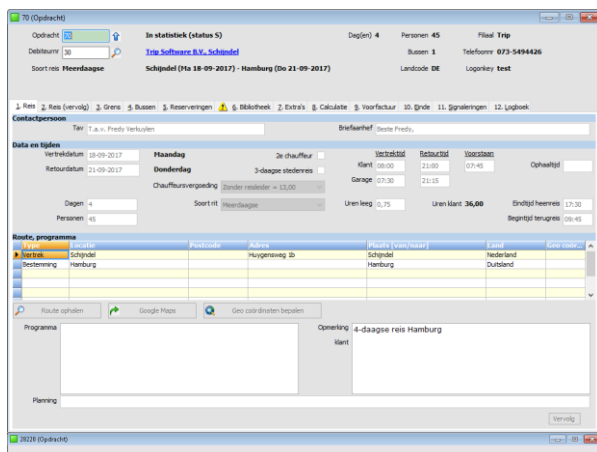 70 (Opdracht)
Opdracht 70 In statistiek (status S) Dag(en) 4 Personen 45 Filiaal Trip
Debiteurnr 30 Trip Software B.V., Schijndel Bussen 1 Telefoonnr 073-5494426
Soort reis Meerdaagse Schijndel (Ma 18-09-2017) - Hamburg (Do 21-09-2017) Landcode DE Logonkey test
1. Reis 2. Reis (vervolg) 3. Grens 4. Bussen 5. Reserveringen 6. Bibliotheek 7. Extra's 8. Calculatie 9. Voorfactuur 10. Einde 11. Signaleringen 12. Logboek
Contactpersoon
Tav T.a.v. Fredy Verkuylen Briefaanhef Beste Fredy,
Data en tijden
Vertrekdatum 18-09-2017 Maandag 2e chauffeur Vertrektijd Retourtijd Voorstaan
Klant 08:00 21:00 07:45 Ophaaltijd
Retourdatum 21-09-2017 Donderdag 3-daagse stedenreis
Garage 07:30 21:15
Chauffeursvergoeding Zonder reisleider = 13,00
Dagen 4 Soort rit Meerdaagse Uren leeg 0,75 Uren klant 36,00 Eindtijd heenreis 17:30
Personen 45 Begintijd terugreis 09:45
Route, programma
Type Locatie Postcode Adres Plaats (van/naar) Land Geo coör...
Vertrek Schijndel Huygensweg 1b Schijndel Nederland
Bestemming Hamburg Hamburg Duitsland
Route ophalen Google Maps Geo coördinaten bepalen
Programma Opmerking klant 4-daagse reis Hamburg
Planning
Vervolg
28220 (Opdracht)